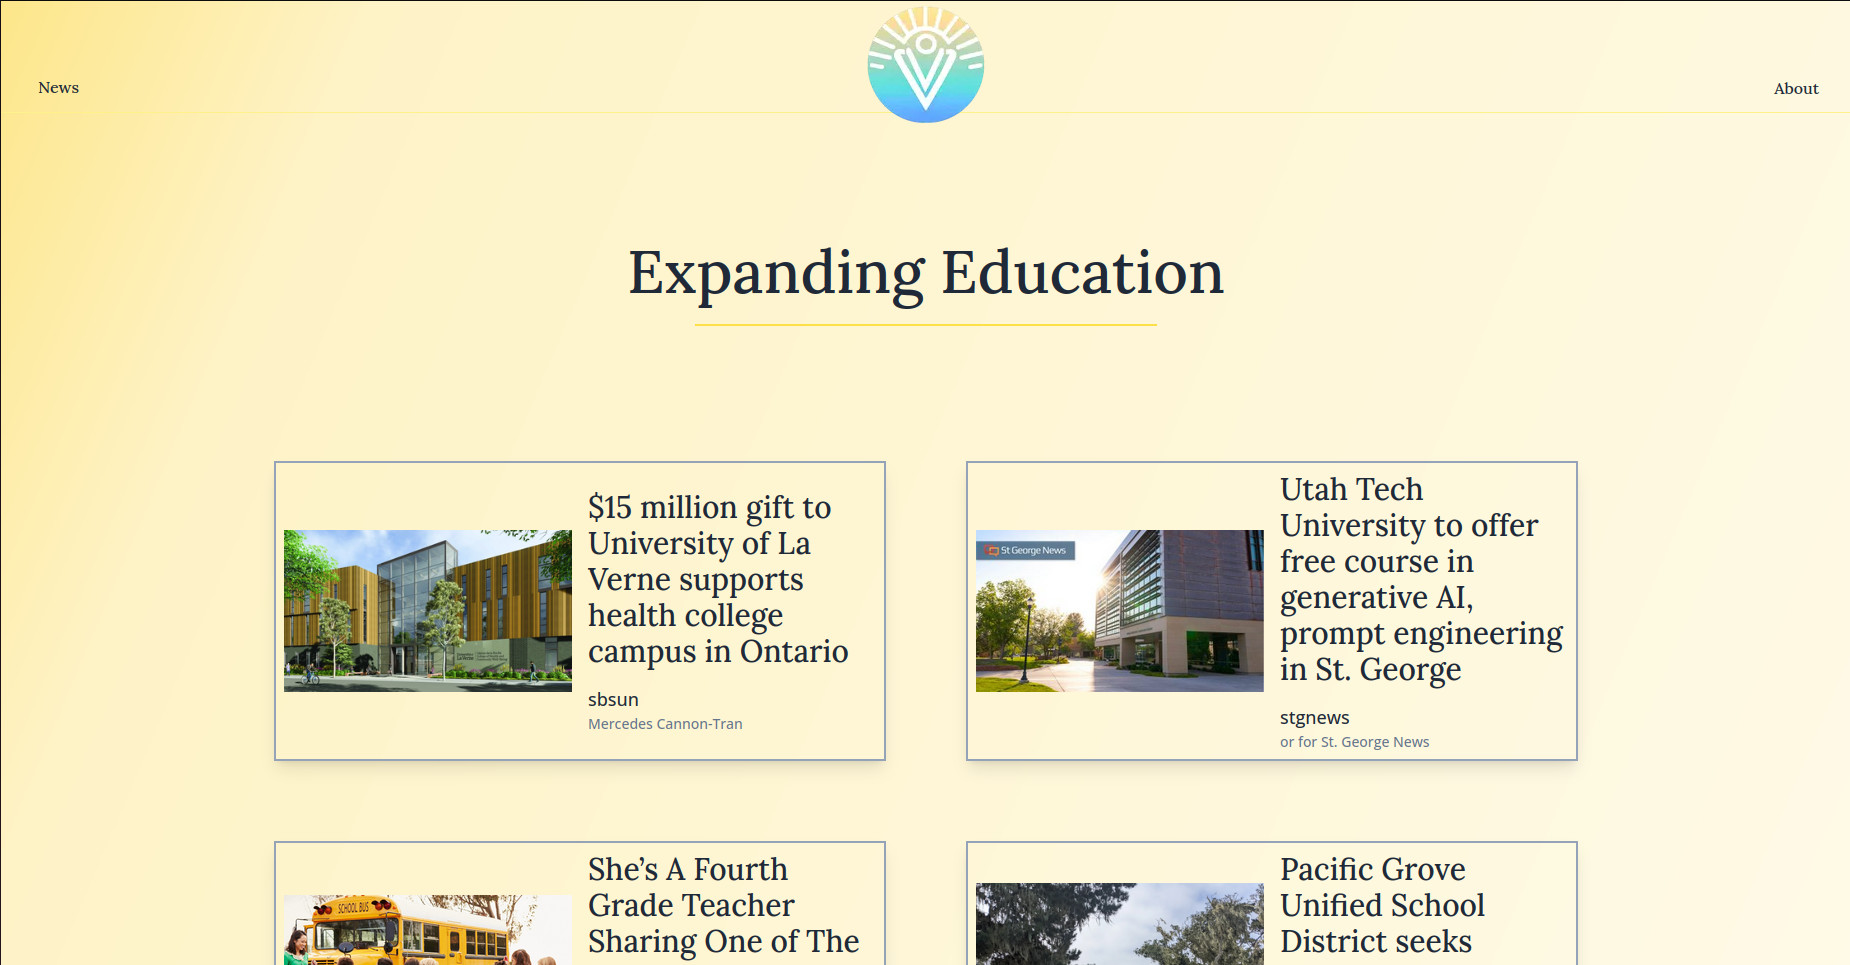 News
About
Expanding Education
$15 million gift to
University of La
Verne supports
health college
campus in Ontario
sbsun
Mercedes Cannon-Tran
St George News
Utah Tech
University to offer
free course in
generative AI,
prompt engineering
in St. George
stgnews
or for St. George News
SCHOOL BUS
She’s A Fourth
Grade Teacher
Sharing One of The
Pacific Grove
Unified School
District seeks